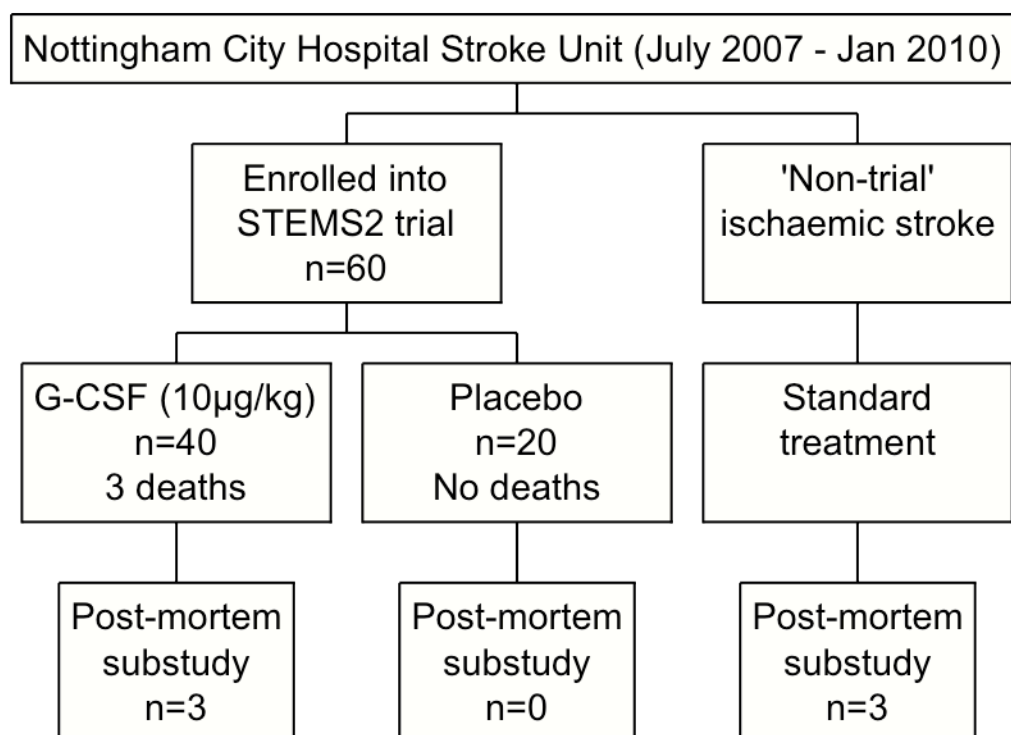 Nottingham City Hospital Stroke Unit (July 2007 - Jan 2010)
Enrolled into
STEMS2 trial
n=60
'Non-trial'
ischaemic stroke
G-CSF (10µg/kg)
n=40
3 deaths
Placebo
n=20
No deaths
Standard
treatment
Post-mortem
substudy
n=3
Post-mortem
substudy
n=0
Post-mortem
substudy
n=3